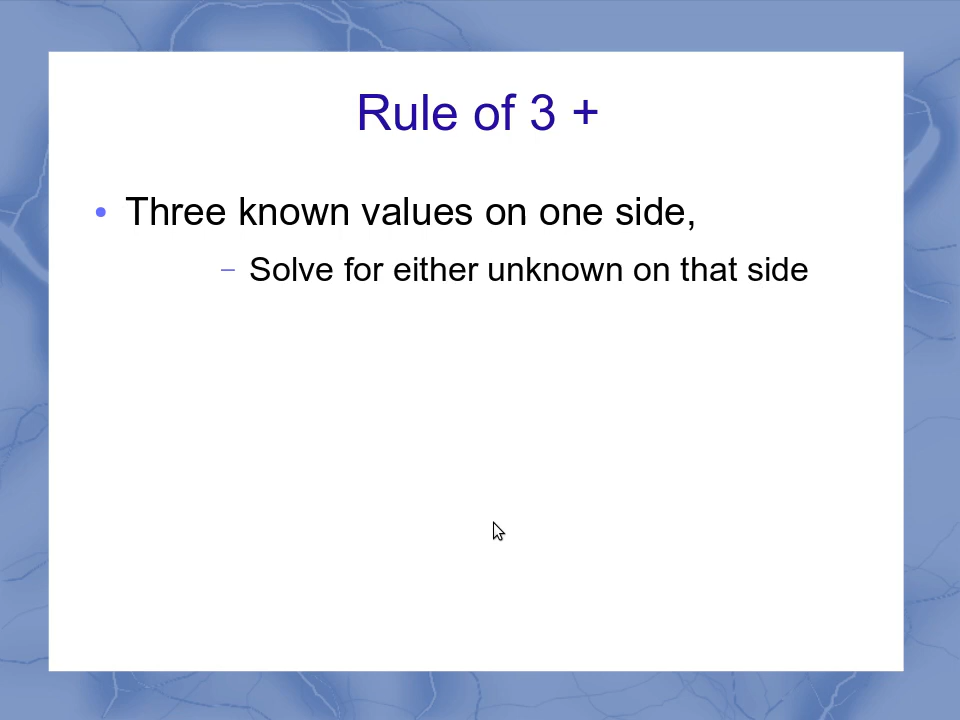 Rule of 3 +
• Three known values on one side,
– Solve for either unknown on that side